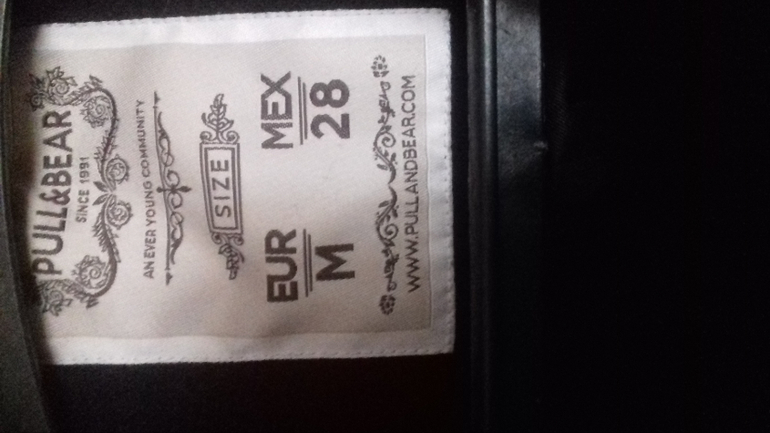 PULL&BEAR
SINCE 1991
AN EVER YOUNG COMMUNITY
SIZE
EUR MEX
M 28
WWW.PULLANDBEAR.COM